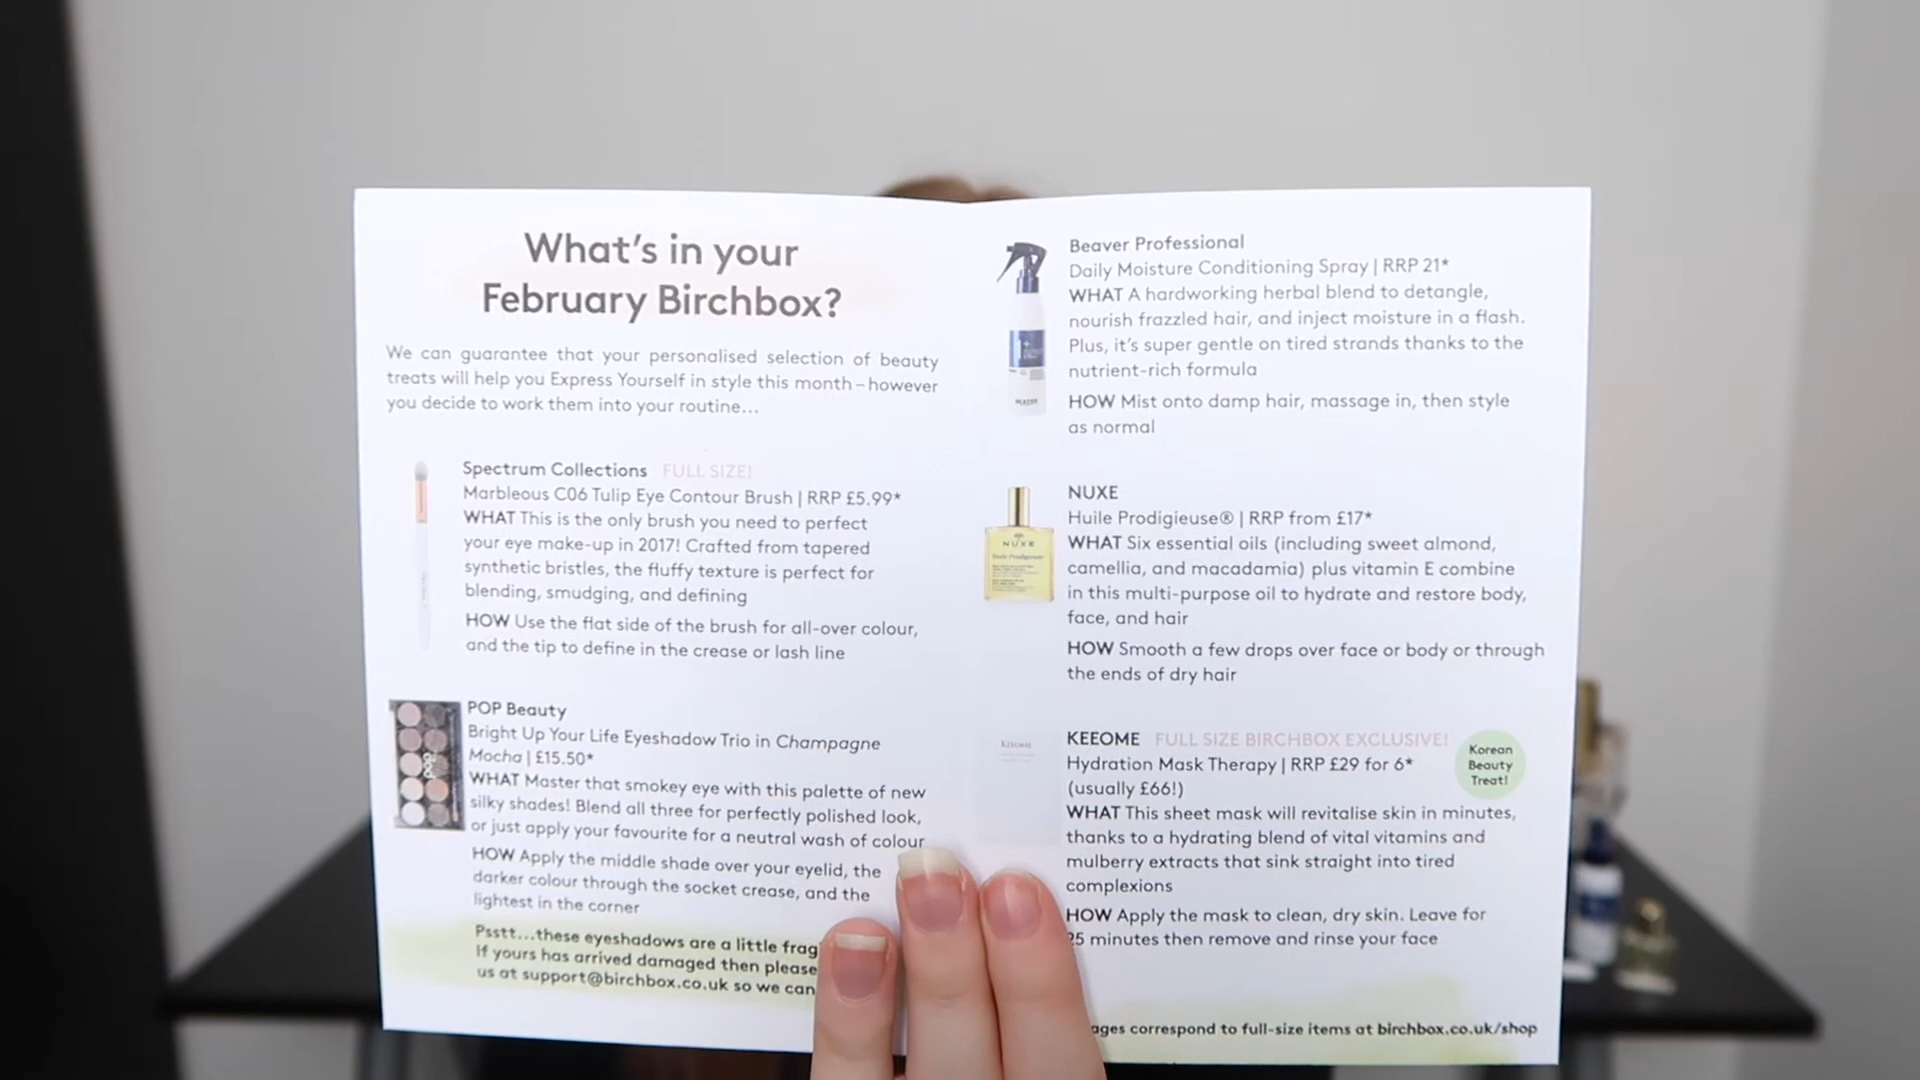 What's in your
February Birchbox?
We can guarantee that your personalised selection of beauty
treats will help you Express Yourself in style this month – however
you decide to work them into your routine...
Spectrum Collections FULL SIZE!
Marbleous C06 Tulip Eye Contour Brush | RRP £5.99*
WHAT This is the only brush you need to perfect
your eye make-up in 2017! Crafted from tapered
synthetic bristles, the fluffy texture is perfect for
blending, smudging, and defining
HOW Use the flat side of the brush for all-over colour,
and the tip to define in the crease or lash line
pop
POP Beauty
Bright Up Your Life Eyeshadow Trio in Champagne
Mocha | £15.50*
WHAT Master that smokey eye with this palette of new
silky shades! Blend all three for perfectly polished look,
or just apply your favourite for a neutral wash of colour
HOW Apply the middle shade over your eyelid, the
darker colour through the socket crease, and the
lightest in the corner
Psstt...these eyeshadows are a little frag
If yours has arrived damaged then please
us at support@birchbox.co.uk so we can
Beaver Professional
Daily Moisture Conditioning Spray | RRP 21*
WHAT A hardworking herbal blend to detangle,
nourish frazzled hair, and inject moisture in a flash.
Plus, it's super gentle on tired strands thanks to the
nutrient-rich formula
HOW Mist onto damp hair, massage in, then style
as normal
NUXE
Huile Prodigieuse
NUXE
Huile Prodigieuse® | RRP from £17*
WHAT Six essential oils (including sweet almond,
camellia, and macadamia) plus vitamin E combine
in this multi-purpose oil to hydrate and restore body,
face, and hair
HOW Smooth a few drops over face or body or through
the ends of dry hair
KEEOME
KEEOME FULL SIZE BIRCHBOX EXCLUSIVE!
Korean
Beauty
Treat!
Hydration Mask Therapy | RRP £29 for 6*
(usually £66!)
WHAT This sheet mask will revitalise skin in minutes,
thanks to a hydrating blend of vital vitamins and
mulberry extracts that sink straight into tired
complexions
HOW Apply the mask to clean, dry skin. Leave for
25 minutes then remove and rinse your face
ages correspond to full-size items at birchbox.co.uk/shop